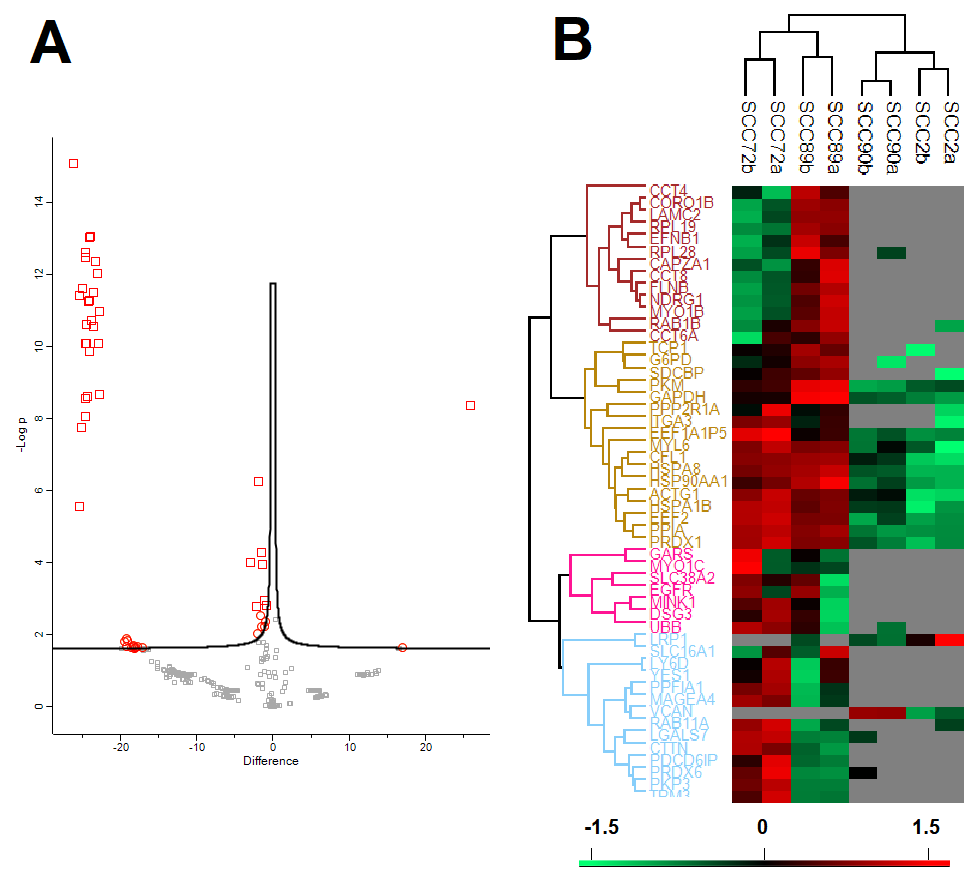 A
B
SCC72b
SCC72a
SCC89b
SCC89a
SCC90b
SCC90a
SCC2b
SCC2a
-Log p
14
12
10
8
6
4
2
0
-20
-10
0
10
20
Difference
CCT4
CORO1B
LAMC2
RPL19
EFNB1
RPL28
CAPZA1
CCT8
FLNB
NDRG1
MYO1B
RAB1B
CCT6A
TCP1
G6PD
SDCBP
PKM
GAPDH
PPP2R1A
ITGA3
EEF1A1P5
MYL6
CFL1
HSPA8
HSP90AA1
ACTG1
HSPA1B
EEF2
PPIA
PRDX1
GARS
MYO1C
SLC38A2
EGFR
MINK1
DSG3
UBB
LRP1
SLC16A1
LY6D
YES1
PPFIA1
MAGEA4
VCAN
RAB11A
LGALS7
CTTN
PDCD6IP
PRDX6
PKP3
TPM3
-1.5
0
1.5